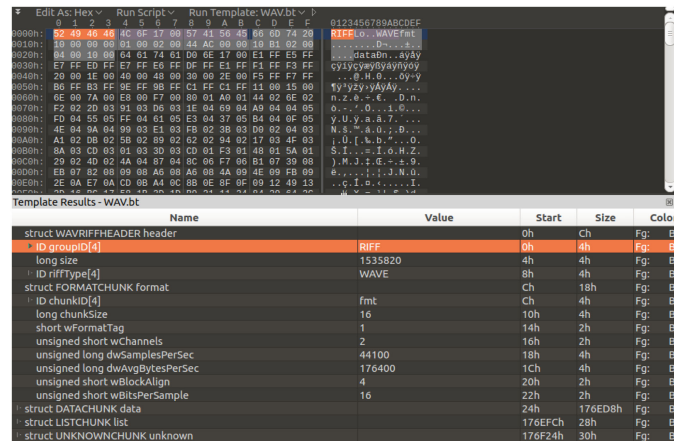 Edit As: Hex Run Script Run Template: WAV.bt
0 1 2 3 4 5 6 7 8 9 A B C D E F 0123456789ABCDEF
0000h: 52 49 46 46 4C 6F 17 00 57 41 56 45 66 6D 74 20 RIFFLo..WAVEfmt
0010h: 10 00 00 00 01 00 02 00 44 AC 00 00 10 B1 02 00 ........D¬...±..
0020h: 04 00 10 00 64 61 74 61 D0 6E 17 00 E1 FF E5 FF ....dataÐn..áÿåÿ
0030h: E7 FF ED FF E7 FF E6 FF DF FF E1 FF F1 FF F3 FF çÿíÿçÿæÿßÿáÿñÿóÿ
0040h: 20 00 1E 00 40 00 48 00 30 00 2E 00 F5 FF F7 FF ...@.H.0...õÿ÷ÿ
0050h: B6 FF B3 FF 9E FF 9B FF C1 FF C1 FF 11 00 15 00
0060h: 6E 00 7A 00 E8 00 F7 00 80 01 A0 01 44 02 6E 02
0070h: F2 02 2D 03 91 03 D6 03 1E 04 69 04 A9 04 04 05
0080h: FD 04 55 05 FF 04 61 05 E3 04 37 05 B4 04 0F 05
0090h: 4E 04 9A 04 99 03 E1 03 FB 02 3B 03 D0 02 04 03
00A0h: A1 02 DB 02 5B 02 89 02 62 02 94 02 17 03 4F 03
00B0h: 8A 03 CD 03 01 03 3D 03 CD 01 F3 01 48 01 5A 01
00C0h: 29 02 4D 02 4A 04 87 04 8C 06 F7 06 B1 07 39 08
00D0h: EB 07 82 08 09 08 A6 08 A6 08 4A 09 4E 09 FB 09
00E0h: 2E 0A E7 0A CD 0B A4 0C 8B 0E 8F 0F 09 12 49 13
Template Results - WAV.bt
Name Value Start Size Colo
struct WAVRIFFHEADER header 0h Ch Fg: B
ID groupID[4] RIFF 0h 4h Fg: B
long size 1535820 4h 4h Fg: B
ID riffType[4] WAVE 8h 4h Fg: B
struct FORMATCHUNK format Ch 18h Fg: B
ID chunkID[4] fmt Ch 4h Fg: B
long chunkSize 16 10h 4h Fg: B
short wFormatTag 1 14h 2h Fg: B
unsigned short wChannels 2 16h 2h Fg: B
unsigned long dwSamplesPerSec 44100 18h 4h Fg: B
unsigned long dwAvgBytesPerSec 176400 1Ch 4h Fg: B
unsigned short wBlockAlign 4 20h 2h Fg: B
unsigned short wBitsPerSample 16 22h 2h Fg: B
struct DATACHUNK data 24h 176ED8h Fg: B
struct LISTCHUNK list 176EFCh 28h Fg: B
struct UNKNOWNCHUNK unknown 176F24h 30h Fg: B